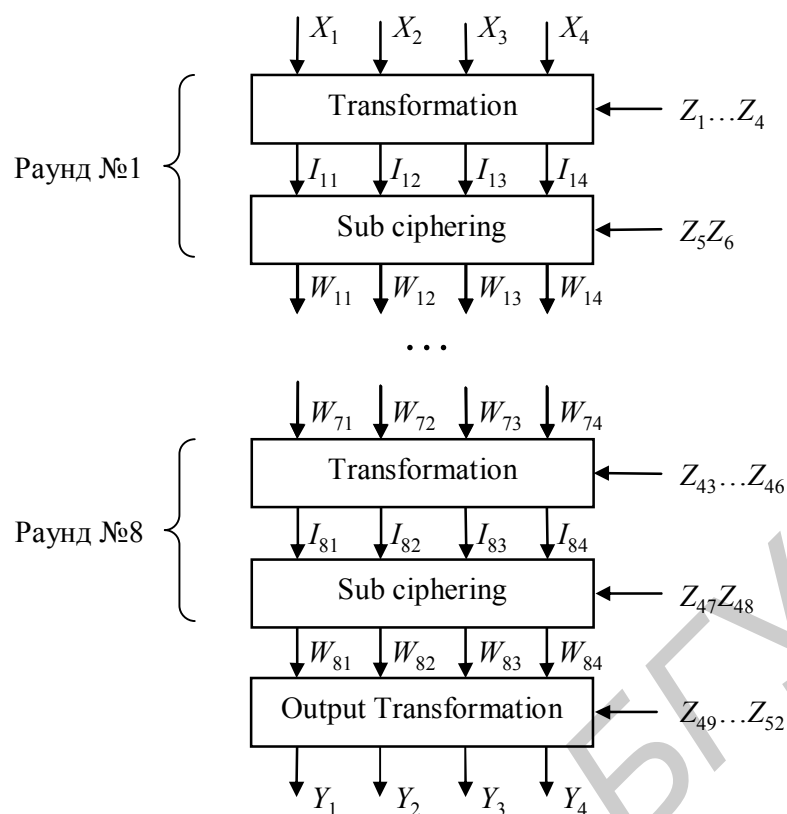 X₁ X₂ X₃ X₄
Transformation
Z₁…Z₄
Раунд №1
I₁₁ I₁₂ I₁₃ I₁₄
Sub ciphering
Z₅Z₆
W₁₁ W₁₂ W₁₃ W₁₄
...
W₇₁ W₇₂ W₇₃ W₇₄
Transformation
Z₄₃…Z₄₆
Раунд №8
I₈₁ I₈₂ I₈₃ I₈₄
Sub ciphering
Z₄₇Z₄₈
W₈₁ W₈₂ W₈₃ W₈₄
Output Transformation
Z₄₉…Z₅₂
Y₁ Y₂ Y₃ Y₄
БГУ